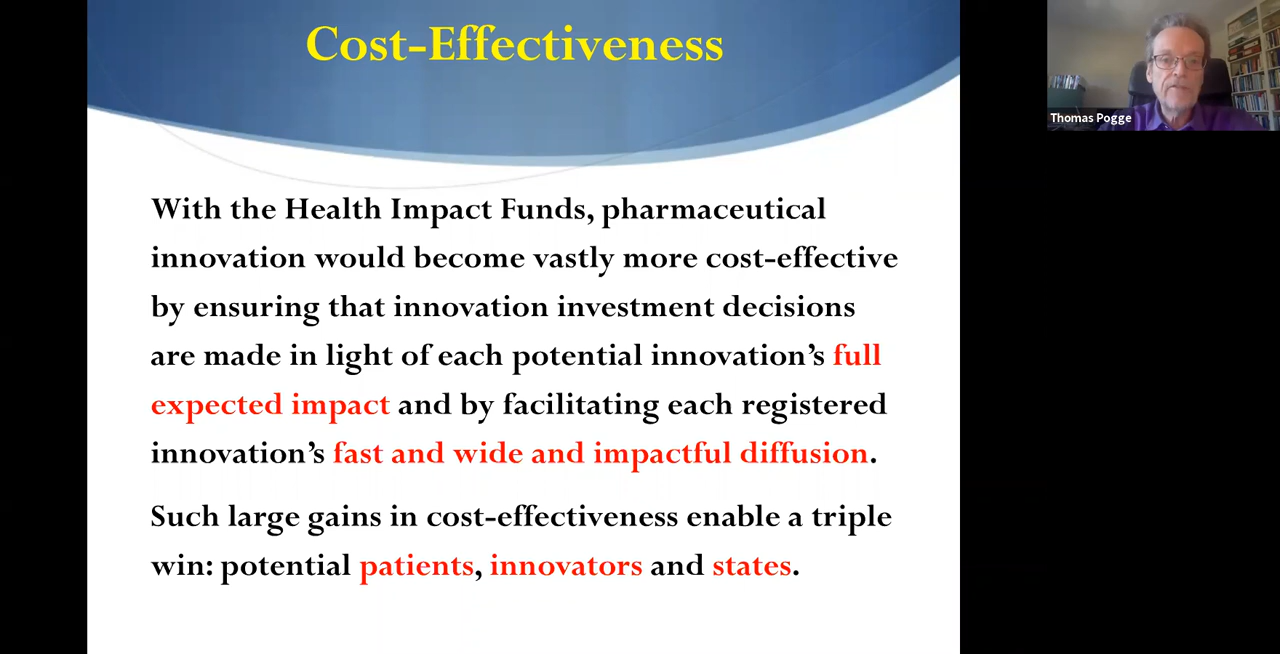 Cost-Effectiveness
Thomas Pogge
With the Health Impact Funds, pharmaceutical
innovation would become vastly more cost-effective
by ensuring that innovation investment decisions
are made in light of each potential innovation’s full
expected impact and by facilitating each registered
innovation’s fast and wide and impactful diffusion.
Such large gains in cost-effectiveness enable a triple
win: potential patients, innovators and states.